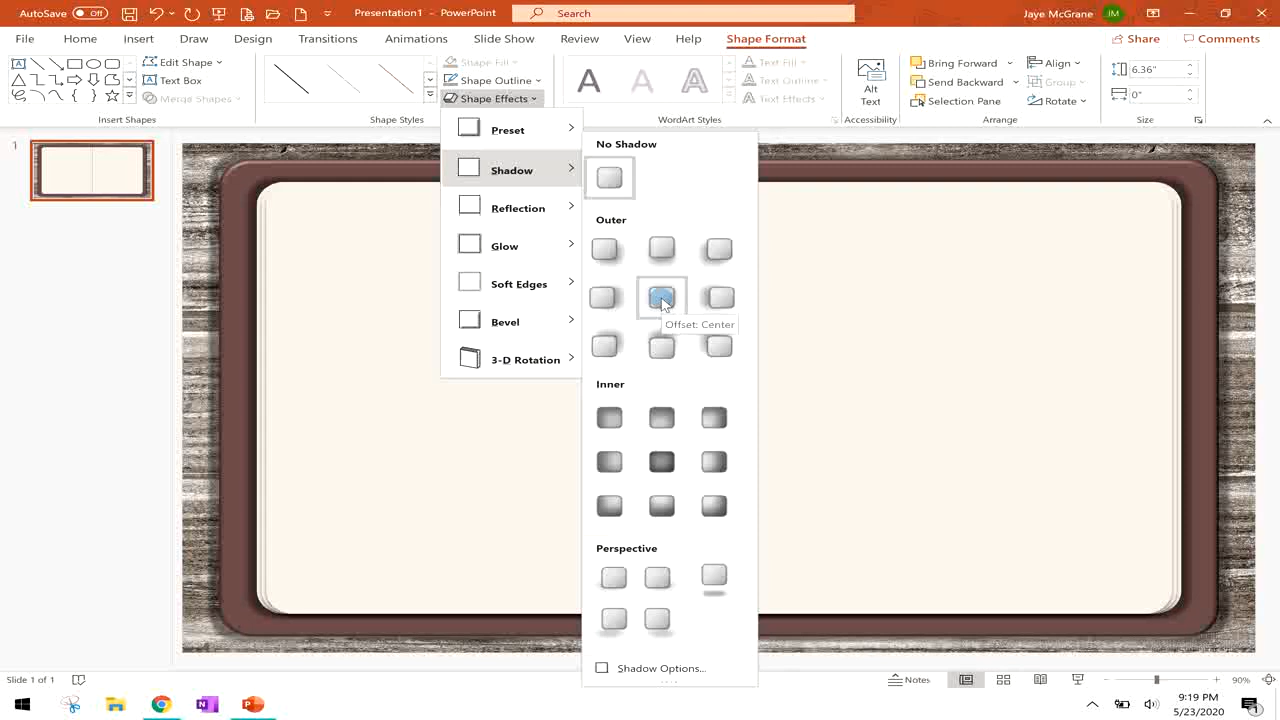 AutoSave Off Presentation1 - PowerPoint Search Jaye McGrane JM
File Home Insert Draw Design Transitions Animations Slide Show Review View Help Shape Format Share Comments
Edit Shape Shape Fill Text Fill Bring Forward Align 6.36"
Text Box Shape Outline Text Outline Alt Text Send Backward Group
Merge Shapes Shape Effects Text Effects Selection Pane Rotate 0"
Insert Shapes Shape Styles WordArt Styles Accessibility Arrange Size
1
Preset
Shadow
Reflection
Glow
Soft Edges
Bevel
3-D Rotation
No Shadow
Outer
Offset: Center
Inner
Perspective
Shadow Options...
Slide 1 of 1 Notes 90%
9:19 PM
5/23/2020
1